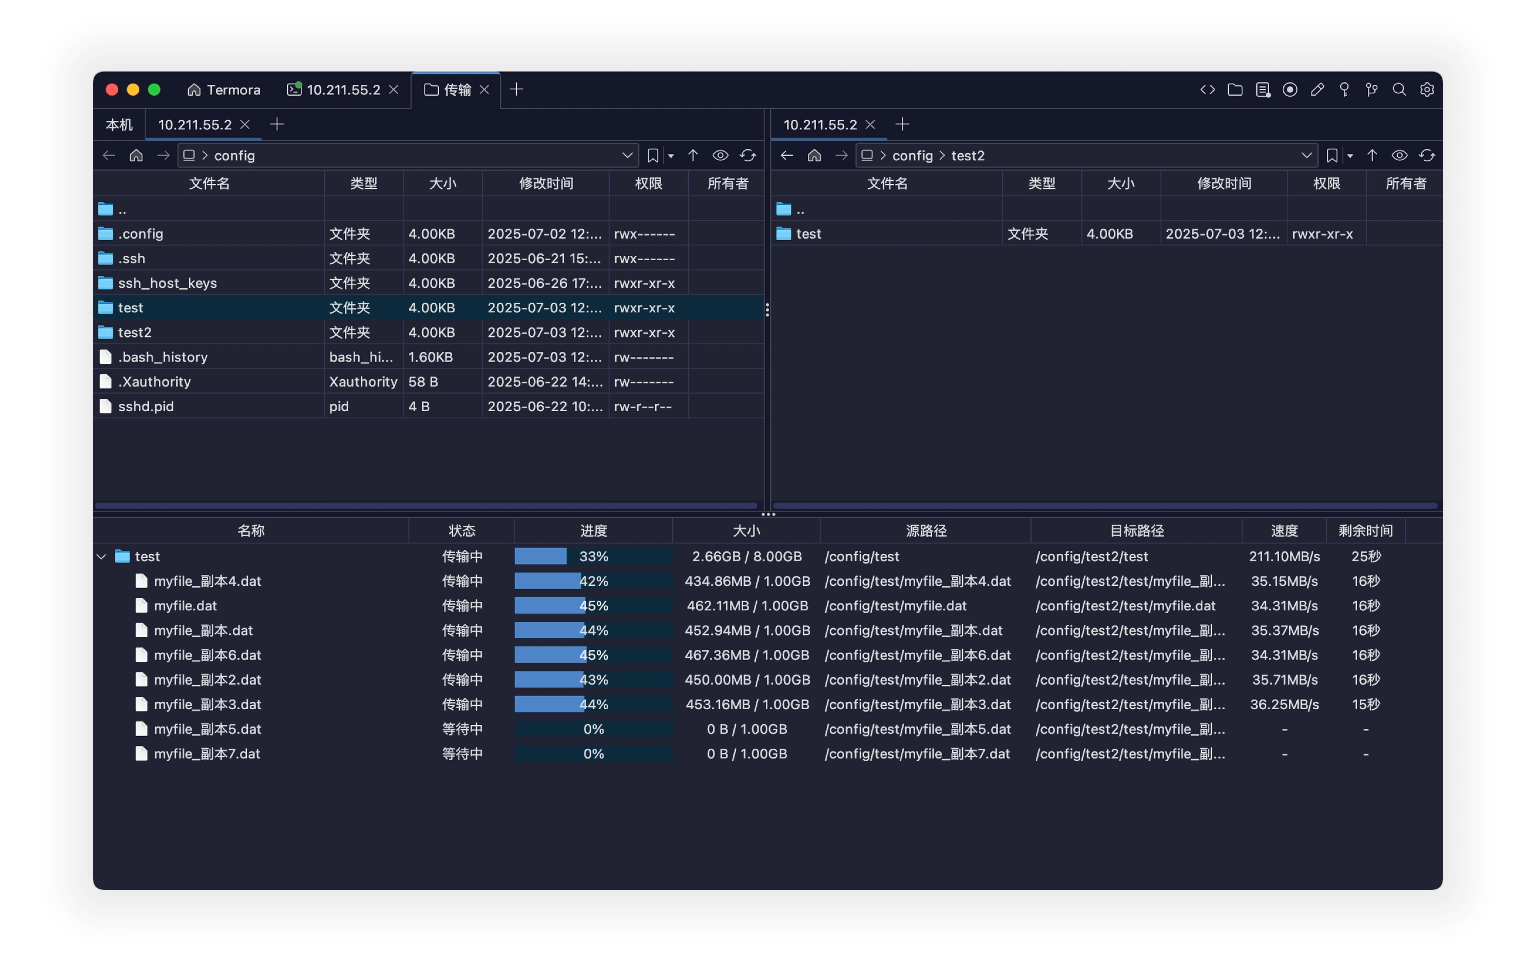 Termora 10.211.55.2 传输
本机 10.211.55.2
config
文件名 类型 大小 修改时间 权限 所有者
..
.config 文件夹 4.00KB 2025-07-02 12:... rwx------
.ssh 文件夹 4.00KB 2025-06-21 15:... rwx------
ssh_host_keys 文件夹 4.00KB 2025-06-26 17:... rwxr-xr-x
test 文件夹 4.00KB 2025-07-03 12:... rwxr-xr-x
test2 文件夹 4.00KB 2025-07-03 12:... rwxr-xr-x
.bash_history bash_hi... 1.60KB 2025-07-03 12:... rw-------
.Xauthority Xauthority 58 B 2025-06-22 14:... rw-------
sshd.pid pid 4 B 2025-06-22 10:... rw-r--r--
10.211.55.2
config > test2
文件名 类型 大小 修改时间 权限 所有者
..
test 文件夹 4.00KB 2025-07-03 12:... rwxr-xr-x
名称 状态 进度 大小 源路径 目标路径 速度 剩余时间
test 传输中 33% 2.66GB / 8.00GB /config/test /config/test2/test 211.10MB/s 25秒
myfile_副本4.dat 传输中 42% 434.86MB / 1.00GB /config/test/myfile_副本4.dat /config/test2/test/myfile_副... 35.15MB/s 16秒
myfile.dat 传输中 45% 462.11MB / 1.00GB /config/test/myfile.dat /config/test2/test/myfile.dat 34.31MB/s 16秒
myfile_副本.dat 传输中 44% 452.94MB / 1.00GB /config/test/myfile_副本.dat /config/test2/test/myfile_副... 35.37MB/s 16秒
myfile_副本6.dat 传输中 45% 467.36MB / 1.00GB /config/test/myfile_副本6.dat /config/test2/test/myfile_副... 34.31MB/s 16秒
myfile_副本2.dat 传输中 43% 450.00MB / 1.00GB /config/test/myfile_副本2.dat /config/test2/test/myfile_副... 35.71MB/s 16秒
myfile_副本3.dat 传输中 44% 453.16MB / 1.00GB /config/test/myfile_副本3.dat /config/test2/test/myfile_副... 36.25MB/s 15秒
myfile_副本5.dat 等待中 0% 0 B / 1.00GB /config/test/myfile_副本5.dat /config/test2/test/myfile_副... - -
myfile_副本7.dat 等待中 0% 0 B / 1.00GB /config/test/myfile_副本7.dat /config/test2/test/myfile_副... - -